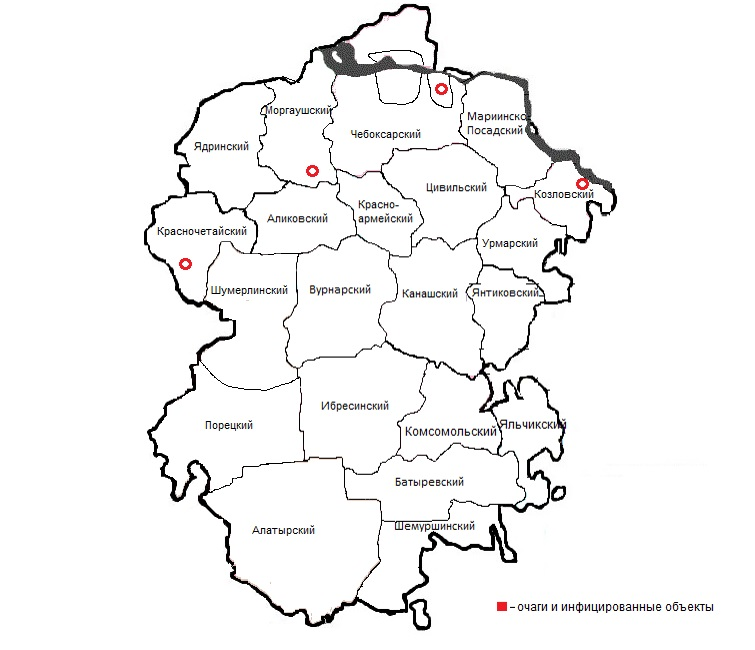 Моргаушский
Мариинско-
Посадский
Чебоксарский
Ядринский
Цивильский
Козловский
Красно-
армейский
Аликовский
Красночетайский
Урмарский
Шумерлинский
Вурнарский
Канашский
Янтиковский
Ибресинский
Порецкий
Комсомольский
Яльчикский
Батыревский
Алатырский
Шемуршинский
– очаги и инфицированные объекты